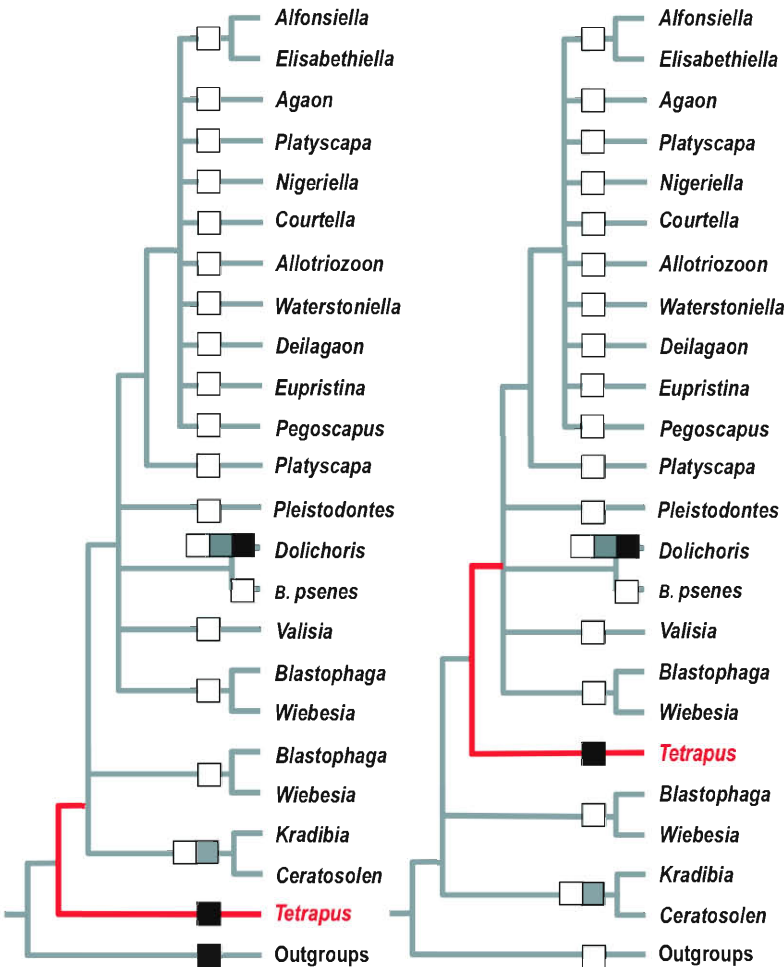 Alfonsiella
Elisabethiella
Agaon
Platyscapa
Nigeriella
Courtella
Allotriozoon
Waterstoniella
Deilagaon
Eupristina
Pegoscapus
Platyscapa
Pleistodontes
Dolichoris
B. psenes
Valisia
Blastophaga
Wiebesia
Blastophaga
Wiebesia
Kradibia
Ceratosolen
Tetrapus
Outgroups
Alfonsiella
Elisabethiella
Agaon
Platyscapa
Nigeriella
Courtella
Allotriozoon
Waterstoniella
Deilagaon
Eupristina
Pegoscapus
Platyscapa
Pleistodontes
Dolichoris
B. psenes
Valisia
Blastophaga
Wiebesia
Tetrapus
Blastophaga
Wiebesia
Kradibia
Ceratosolen
Outgroups